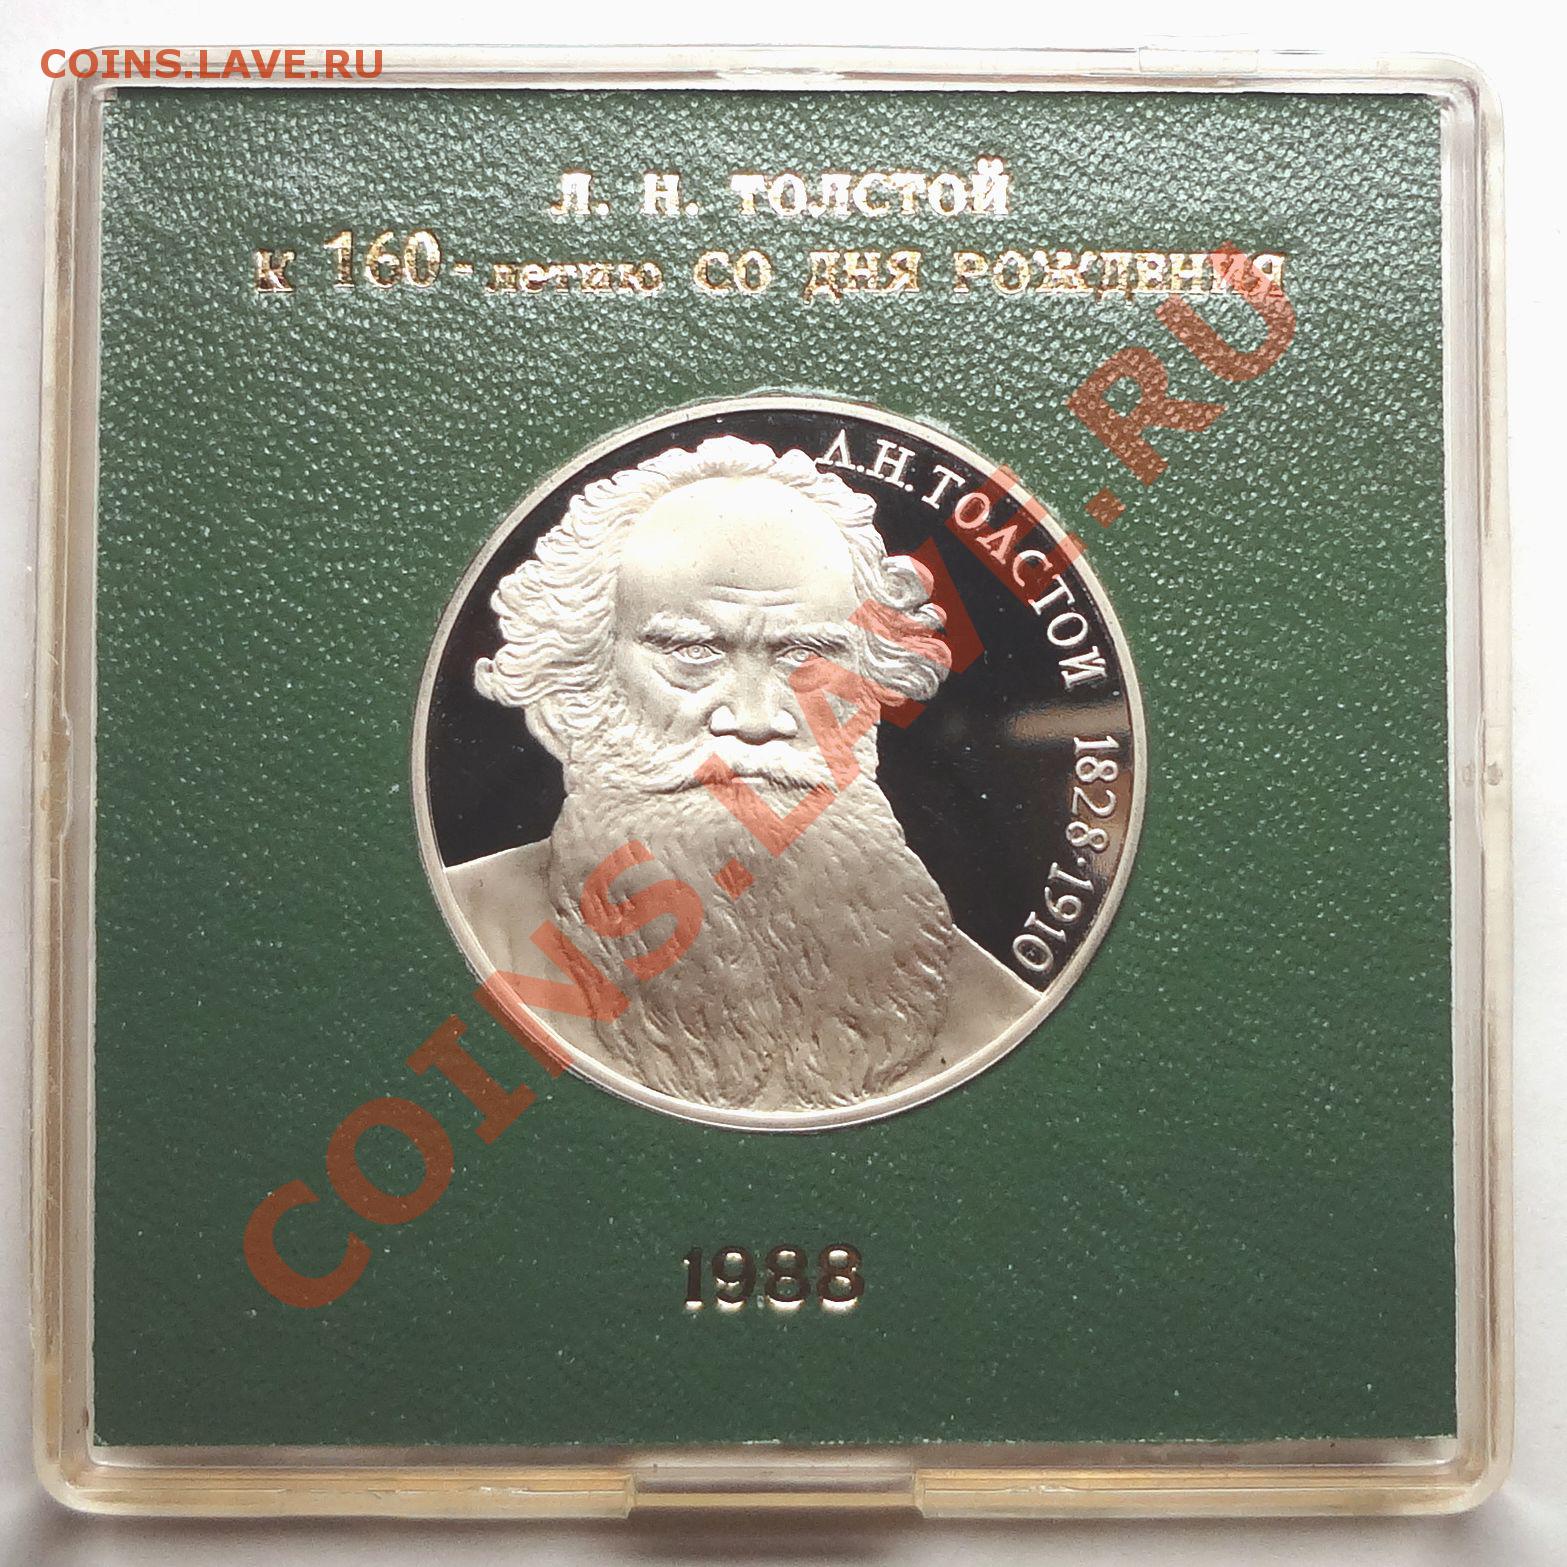 COINS.LAVE.RU
Л. Н. ТОЛСТОЙ
К 160-летию СО ДНЯ РОЖДЕНИЯ
Л.Н.ТОЛСТОЙ 1828·1910
COINS.LAVE.RU
1988